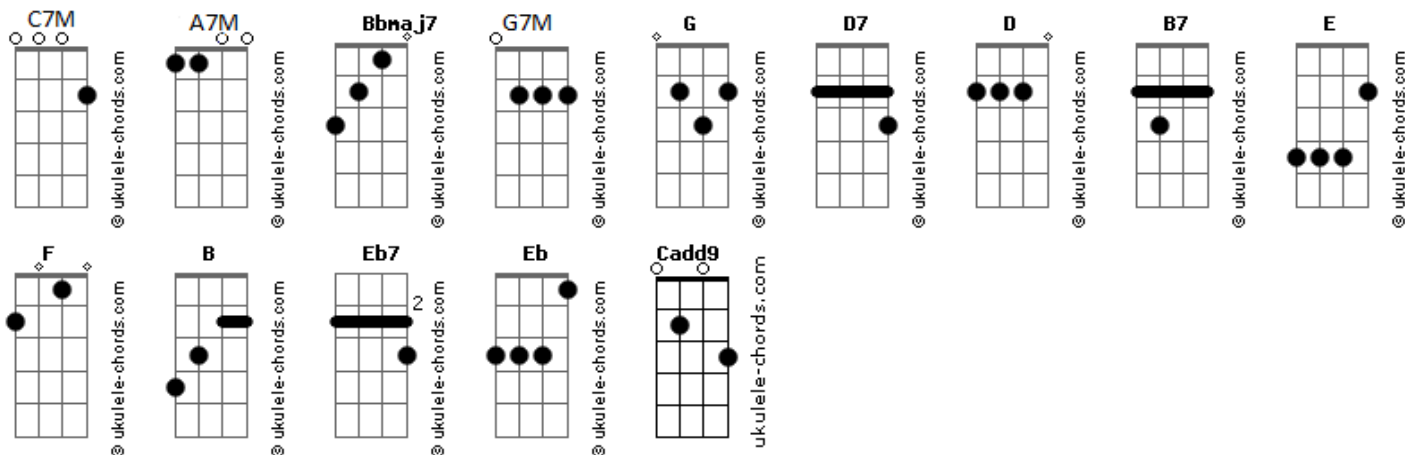 C7M A7M Bbmaj7 G7M G D7 D B7 E
© ukulele-chords.com © ukulele-chords.com © ukulele-chords.com © ukulele-chords.com © ukulele-chords.com © ukulele-chords.com © ukulele-chords.com © ukulele-chords.com © ukulele-chords.com
F B Eb7 Eb Cadd9
2
© ukulele-chords.com © ukulele-chords.com © ukulele-chords.com © ukulele-chords.com ukulele-chords.com